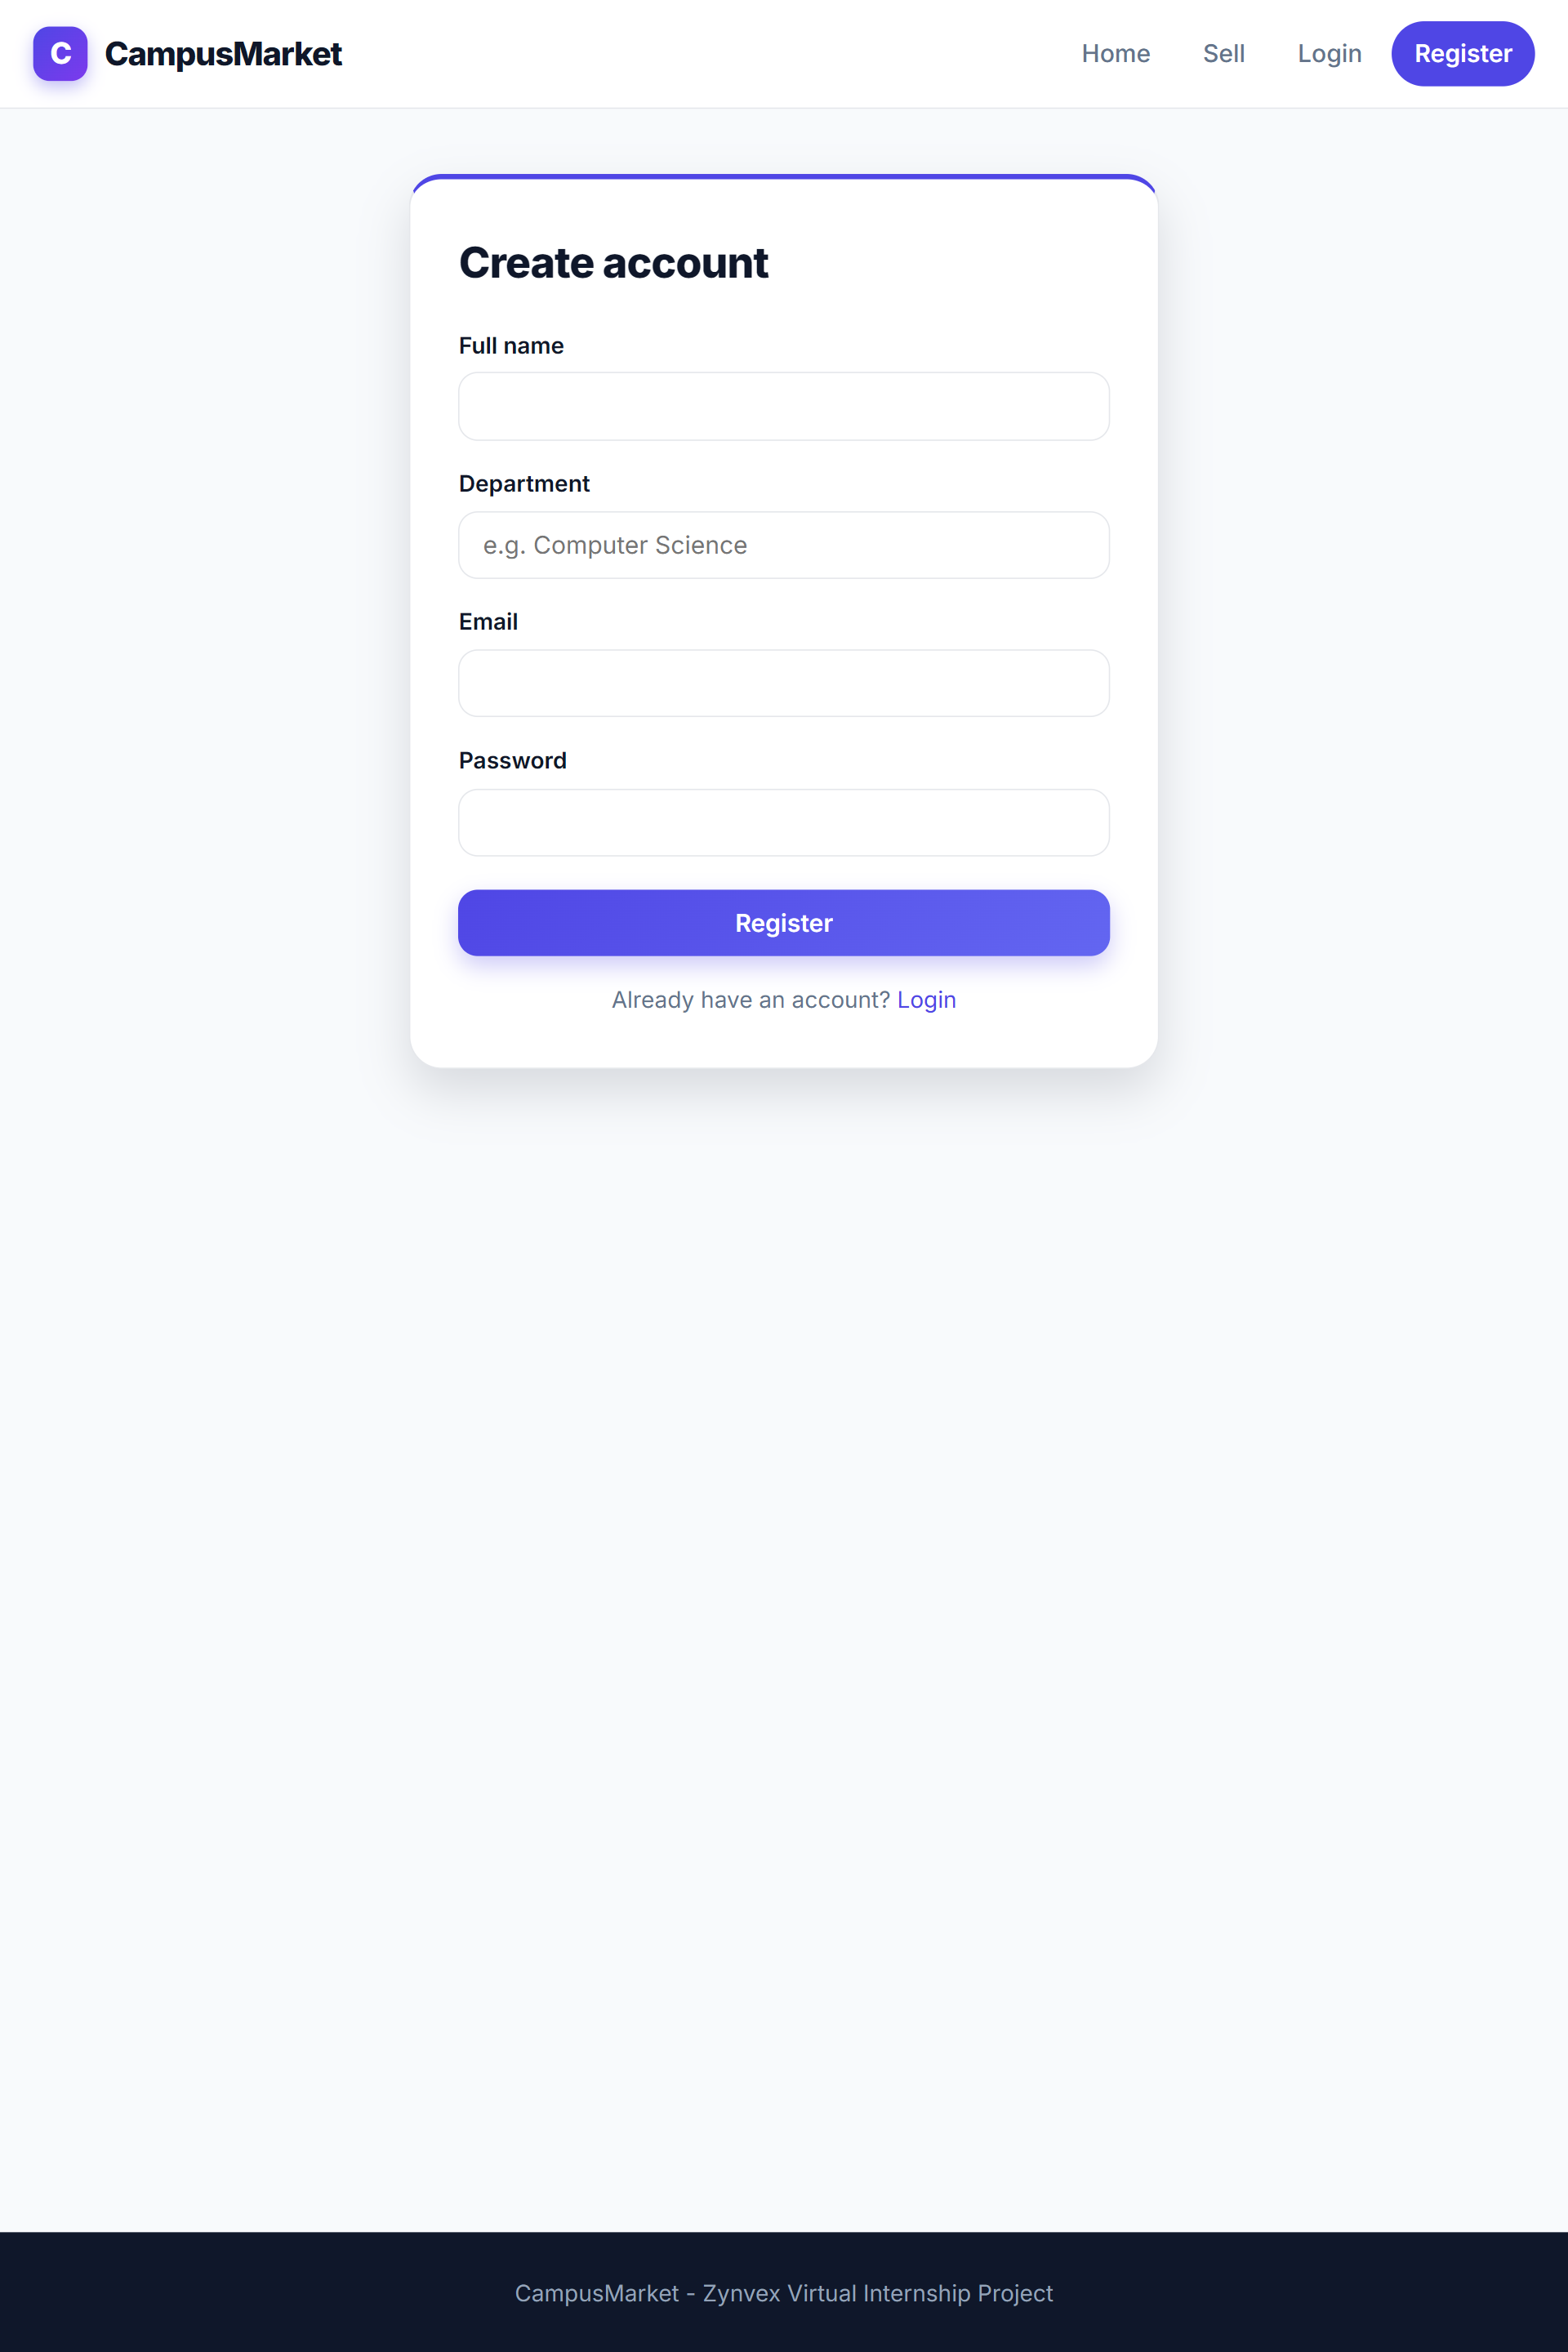 C CampusMarket Home Sell Login Register
Create account
Full name
Department
e.g. Computer Science
Email
Password
Register
Already have an account? Login
CampusMarket - Zynvex Virtual Internship Project